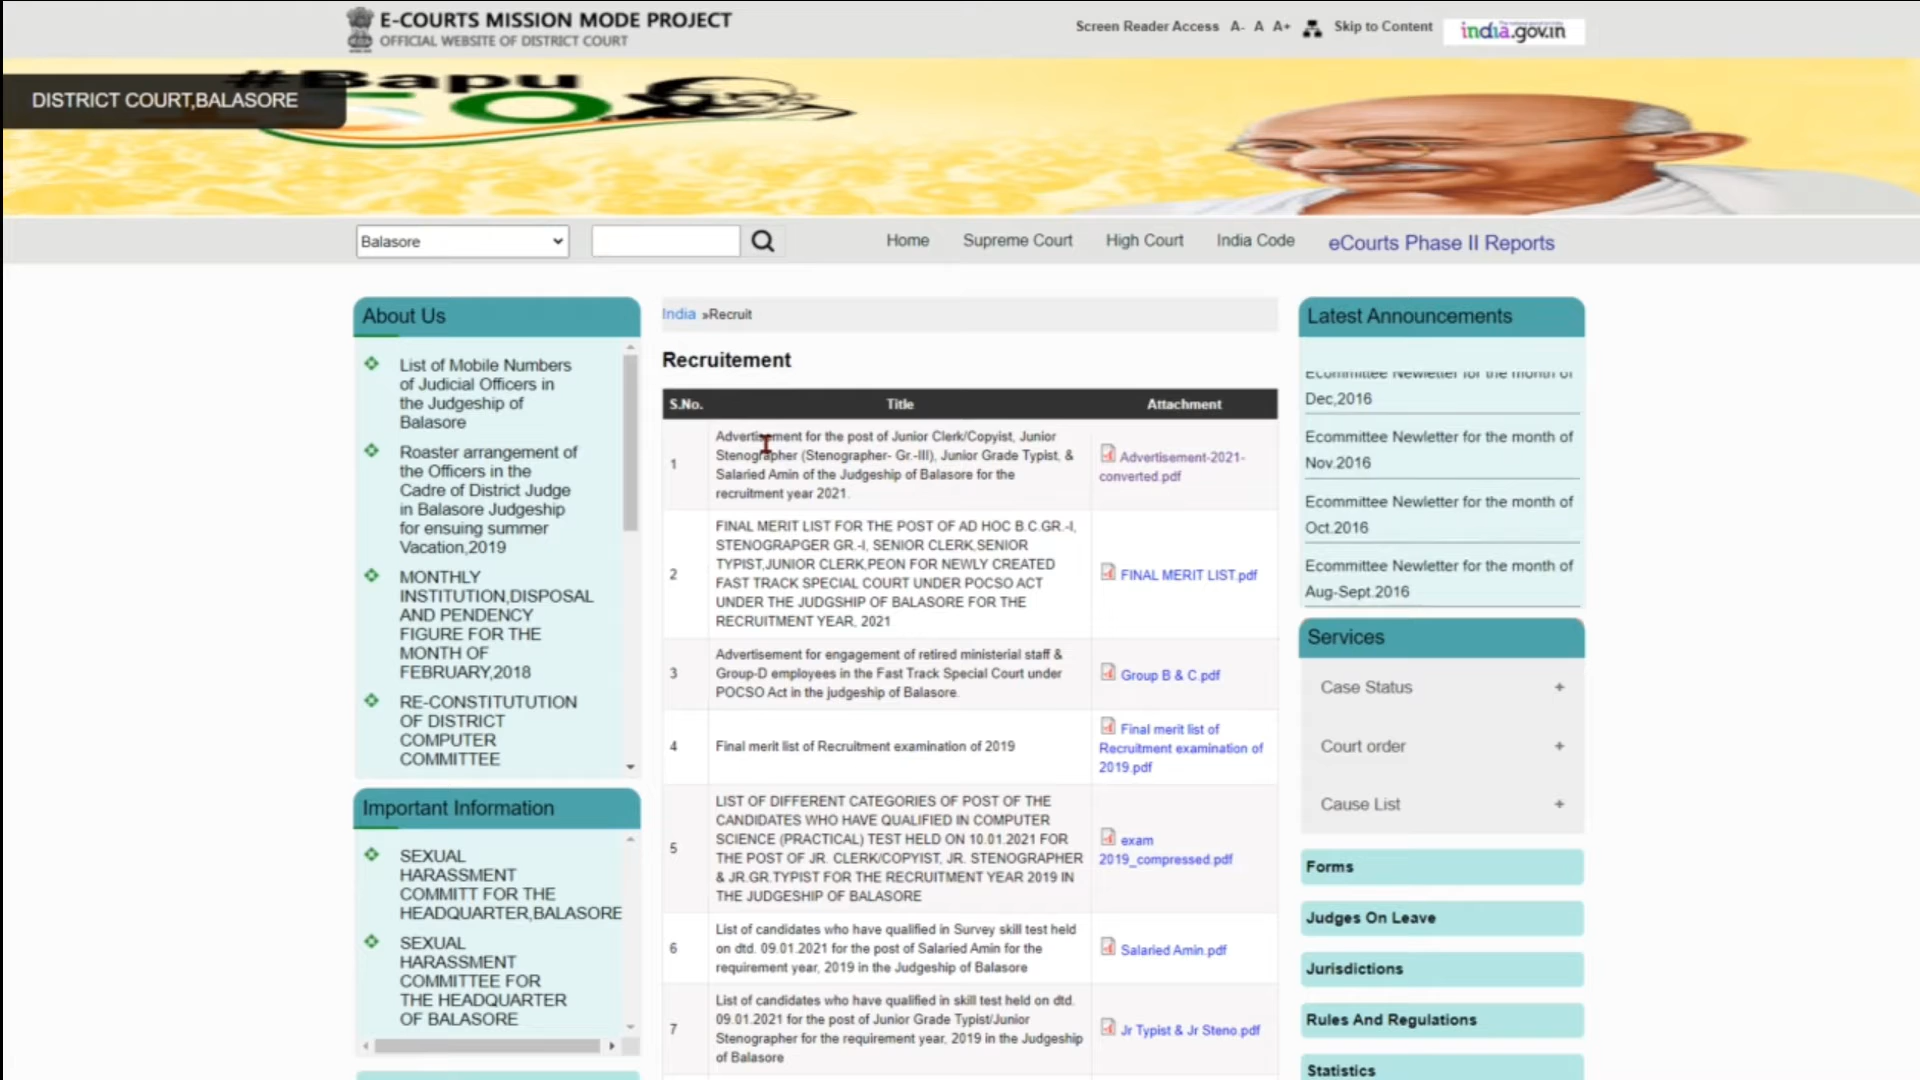 E-COURTS MISSION MODE PROJECT
OFFICIAL WEBSITE OF DISTRICT COURT
Screen Reader Access A- A A+ Skip to Content india.gov.in
#Bapu
DISTRICT COURT,BALASORE
Balasore
Home Supreme Court High Court India Code eCourts Phase II Reports
About Us
List of Mobile Numbers
of Judicial Officers in
the Judgeship of
Balasore
Roaster arrangement of
the Officers in the
Cadre of District Judge
in Balasore Judgeship
for ensuing summer
Vacation,2019
MONTHLY
INSTITUTION,DISPOSAL
AND PENDENCY
FIGURE FOR THE
MONTH OF
FEBRUARY,2018
RE-CONSTITUTUTION
OF DISTRICT
COMPUTER
COMMITTEE
Important Information
SEXUAL
HARASSMENT
COMMITT FOR THE
HEADQUARTER,BALASORE
SEXUAL
HARASSMENT
COMMITTEE FOR
THE HEADQUARTER
OF BALASORE
India »Recruit
Recruitement
S.No. Title Attachment
1
Advertisement for the post of Junior Clerk/Copyist, Junior
Stenographer (Stenographer- Gr.-III), Junior Grade Typist, &
Salaried Amin of the Judgeship of Balasore for the
recruitment year 2021.
Advertisement-2021-
converted.pdf
2
FINAL MERIT LIST FOR THE POST OF AD HOC B.C.GR.-I,
STENOGRAPGER GR.-I, SENIOR CLERK,SENIOR
TYPIST,JUNIOR CLERK,PEON FOR NEWLY CREATED
FAST TRACK SPECIAL COURT UNDER POCSO ACT
UNDER THE JUDGSHIP OF BALASORE FOR THE
RECRUITMENT YEAR, 2021
FINAL MERIT LIST.pdf
3
Advertisement for engagement of retired ministerial staff &
Group-D employees in the Fast Track Special Court under
POCSO Act in the judgeship of Balasore.
Group B & C.pdf
4
Final merit list of Recruitment examination of 2019
Final merit list of
Recruitment examination of
2019.pdf
5
LIST OF DIFFERENT CATEGORIES OF POST OF THE
CANDIDATES WHO HAVE QUALIFIED IN COMPUTER
SCIENCE (PRACTICAL) TEST HELD ON 10.01.2021 FOR
THE POST OF JR. CLERK/COPYIST, JR. STENOGRAPHER
& JR.GR.TYPIST FOR THE RECRUITMENT YEAR 2019 IN
THE JUDGESHIP OF BALASORE
exam
2019_compressed.pdf
6
List of candidates who have qualified in Survey skill test held
on dtd. 09.01.2021 for the post of Salaried Amin for the
requirement year, 2019 in the Judgeship of Balasore
Salaried Amin.pdf
7
List of candidates who have qualified in skill test held on dtd.
09.01.2021 for the post of Junior Grade Typist/Junior
Stenographer for the requirement year, 2019 in the Judgeship
of Balasore
Jr Typist & Jr Steno.pdf
Latest Announcements
Ecommittee Newletter for the month of
Dec,2016
Ecommittee Newletter for the month of
Nov.2016
Ecommittee Newletter for the month of
Oct.2016
Ecommittee Newletter for the month of
Aug-Sept.2016
Services
Case Status +
Court order +
Cause List +
Forms
Judges On Leave
Jurisdictions
Rules And Regulations
Statistics